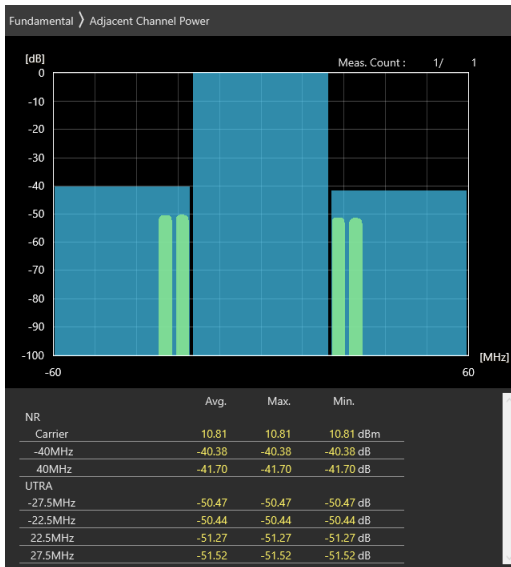 Fundamental 〉 Adjacent Channel Power
[dB]
Meas. Count : 1/ 1
0
-10
-20
-30
-40
-50
-60
-70
-80
-90
-100
[MHz]
-60 60
Avg. Max. Min.
NR
Carrier 10.81 10.81 10.81 dBm
-40MHz -40.38 -40.38 -40.38 dB
40MHz -41.70 -41.70 -41.70 dB
UTRA
-27.5MHz -50.47 -50.47 -50.47 dB
-22.5MHz -50.44 -50.44 -50.44 dB
22.5MHz -51.27 -51.27 -51.27 dB
27.5MHz -51.52 -51.52 -51.52 dB